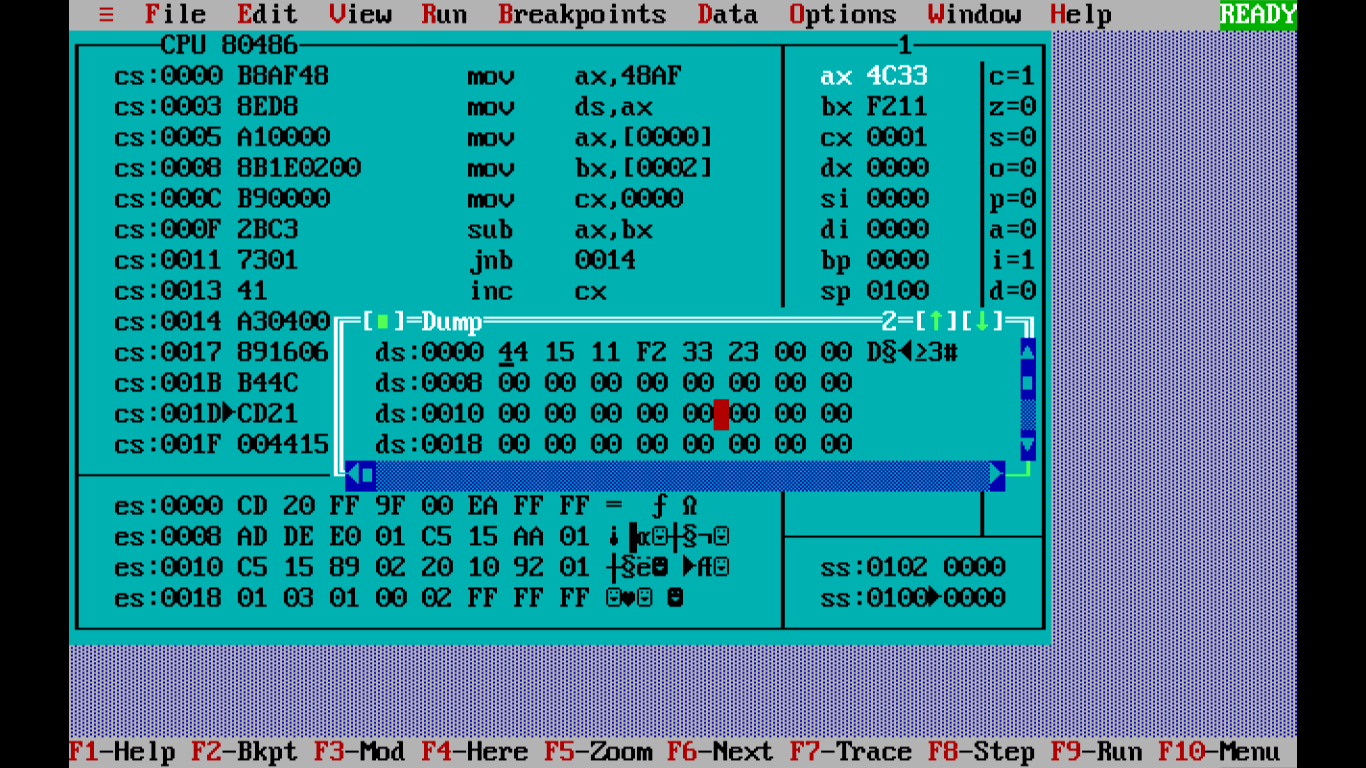 ≡ File Edit View Run Breakpoints Data Options Window Help READY
CPU 80486 1
cs:0000 B8AF48 mov ax,48AF ax 4C33 c=1
cs:0003 8ED8 mov ds,ax bx F211 z=0
cs:0005 A10000 mov ax,[0000] cx 0001 s=0
cs:0008 8B1E0200 mov bx,[0002] dx 0000 o=0
cs:000C B90000 mov cx,0000 si 0000 p=0
cs:000F 2BC3 sub ax,bx di 0000 a=0
cs:0011 7301 jnb 0014 bp 0000 i=1
cs:0013 41 inc cx sp 0100 d=0
cs:0014 A30400 [■]=Dump 2=[↑][↓]
cs:0017 891606 ds:0000 44 15 11 F2 33 23 00 00 D§◄≥3#
cs:001B B44C ds:0008 00 00 00 00 00 00 00 00
cs:001D►CD21 ds:0010 00 00 00 00 00 00 00 00
cs:001F 004415 ds:0018 00 00 00 00 00 00 00 00
es:0000 CD 20 FF 9F 00 EA FF FF = ƒ Ω
es:0008 AD DE E0 01 C5 15 AA 01 ¡▐α☺┼§¬☺
es:0010 C5 15 89 02 20 10 92 01 ┼§ë☻ ►Æ☺ ss:0102 0000
es:0018 01 03 01 00 02 FF FF FF ☺♥☺ ☻ ss:0100►0000
F1-Help F2-Bkpt F3-Mod F4-Here F5-Zoom F6-Next F7-Trace F8-Step F9-Run F10-Menu